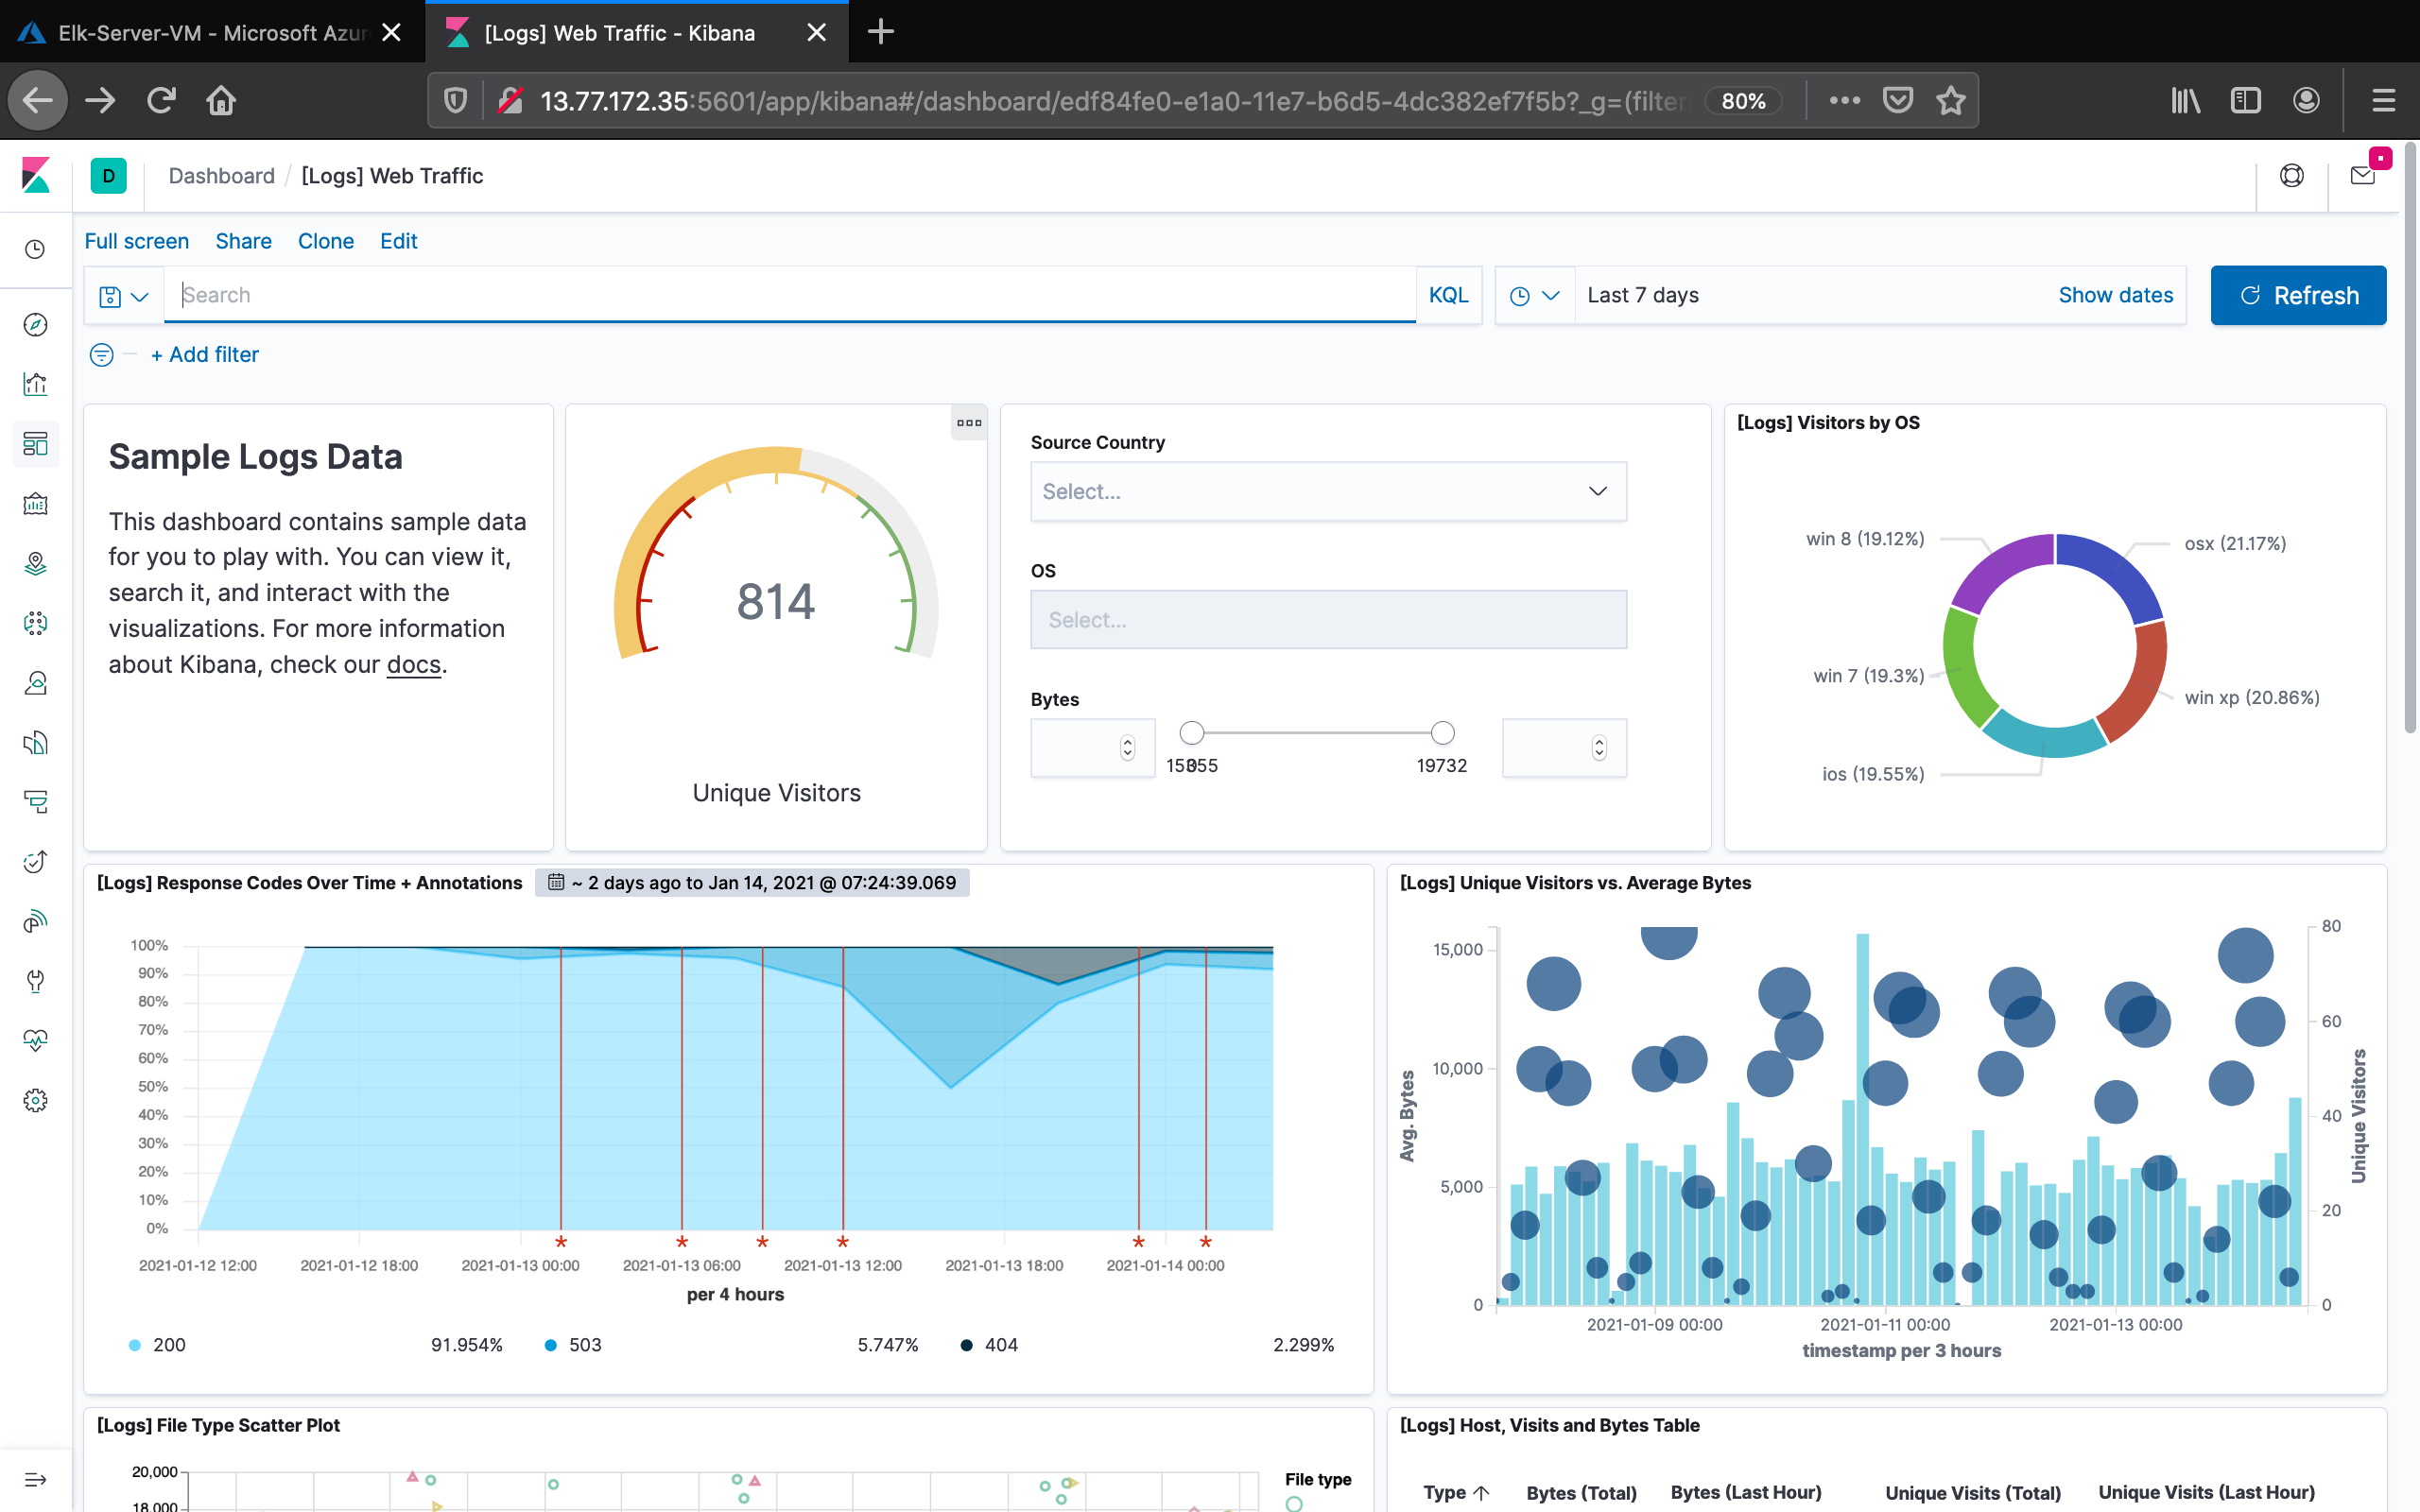 Elk-Server-VM - Microsoft Azur
[Logs] Web Traffic - Kibana
13.77.172.35:5601/app/kibana#/dashboard/edf84fe0-e1a0-11e7-b6d5-4dc382ef7f5b?_g=(filter
80%
D
Dashboard / [Logs] Web Traffic
Full screen Share Clone Edit
Search
KQL
Last 7 days
Show dates
Refresh
+ Add filter
Sample Logs Data
This dashboard contains sample data
for you to play with. You can view it,
search it, and interact with the
visualizations. For more information
about Kibana, check our docs.
814
Unique Visitors
Source Country
Select...
OS
Select...
Bytes
19732
[Logs] Visitors by OS
win 8 (19.12%)
osx (21.17%)
win 7 (19.3%)
win xp (20.86%)
ios (19.55%)
[Logs] Response Codes Over Time + Annotations
~ 2 days ago to Jan 14, 2021 @ 07:24:39.069
100%
90%
80%
70%
60%
50%
40%
30%
20%
10%
0%
* * * * * *
2021-01-12 12:00 2021-01-12 18:00 2021-01-13 00:00 2021-01-13 06:00 2021-01-13 12:00 2021-01-13 18:00 2021-01-14 00:00
per 4 hours
200 91.954% 503 5.747% 404 2.299%
[Logs] Unique Visitors vs. Average Bytes
15,000
10,000
5,000
0
Avg. Bytes
80
60
40
20
0
Unique Visitors
2021-01-09 00:00 2021-01-11 00:00 2021-01-13 00:00
timestamp per 3 hours
[Logs] File Type Scatter Plot
20,000
18,000
File type
[Logs] Host, Visits and Bytes Table
Type Bytes (Total) Bytes (Last Hour) Unique Visits (Total) Unique Visits (Last Hour)